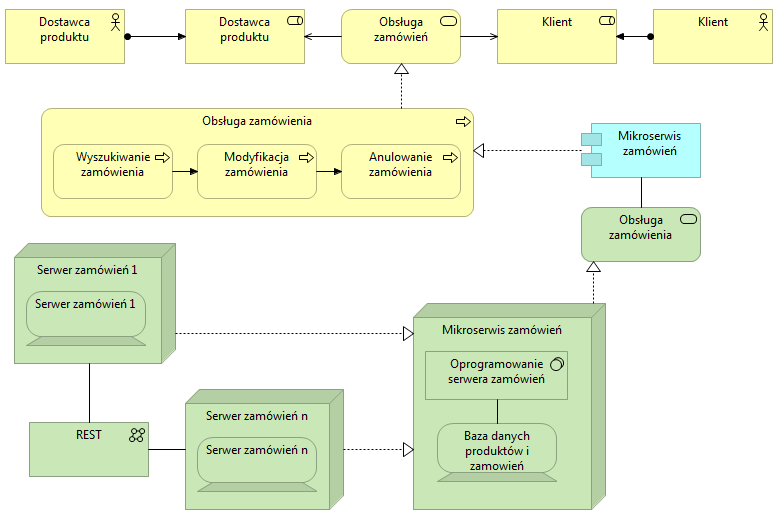 Dostawca
produktu
Dostawca
produktu
Obsługa
zamówień
Klient
Klient
Obsługa zamówienia
Wyszukiwanie
zamówienia
Modyfikacja
zamówienia
Anulowanie
zamówienia
Mikroserwis
zamówień
Obsługa
zamówienia
Serwer zamówień 1
Serwer zamówień 1
Mikroserwis zamówień
Oprogramowanie
serwera zamówień
Baza danych
produktów i
zamowień
REST
Serwer zamówień n
Serwer zamówień n